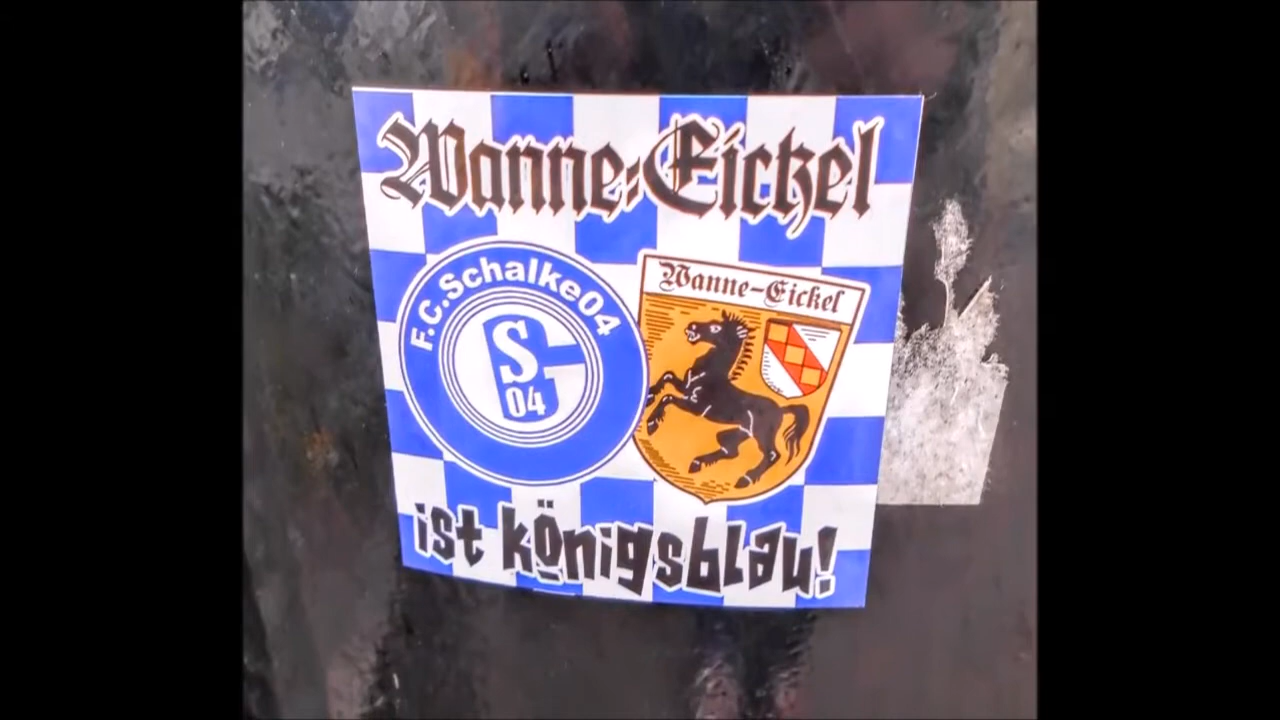 Wanne-Eickel
F.C.Schalke04
S
04
Wanne-Eickel
ist königsblau!